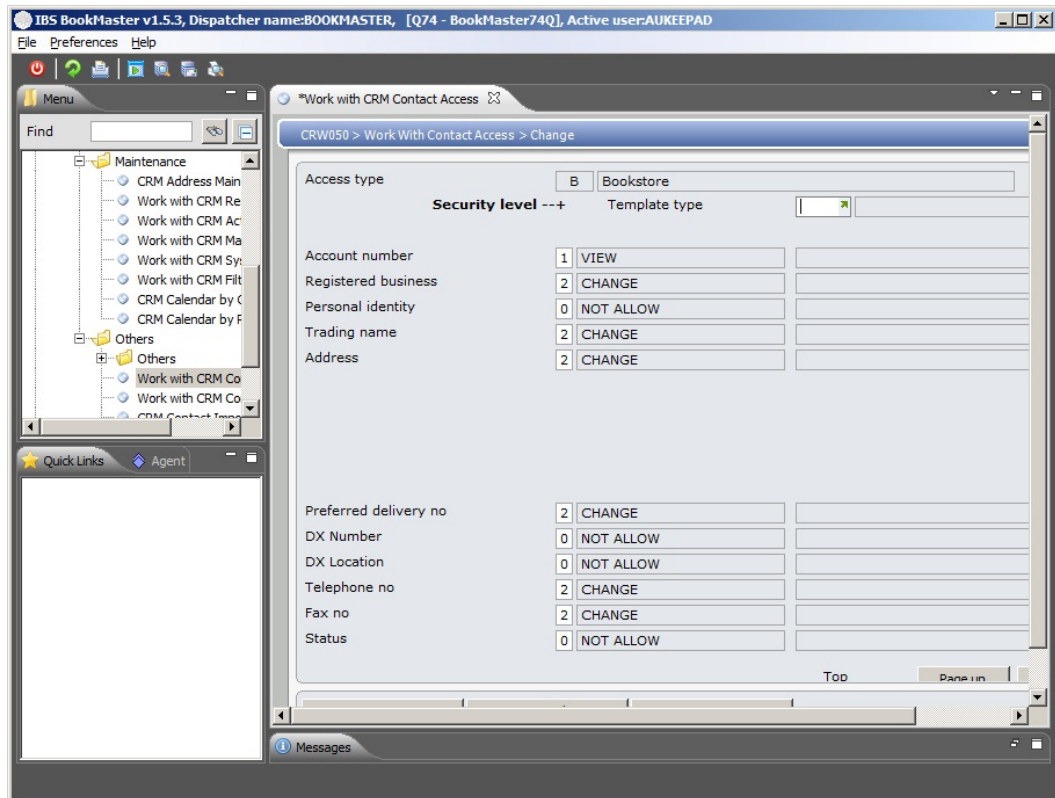 IBS BookMaster v1.5.3, Dispatcher name:BOOKMASTER, [Q74 - BookMaster74Q], Active user:AUKEEPAD
File Preferences Help
Menu
Find
Maintenance
CRM Address Main
Work with CRM Re
Work with CRM Ac
Work with CRM Ma
Work with CRM Sys
Work with CRM Filt
CRM Calendar by
CRM Calendar by
Others
Others
Work with CRM Co
Work with CRM Co
CRM Contact Impo
Quick Links Agent
*Work with CRM Contact Access
CRW050 > Work With Contact Access > Change
Access type B Bookstore
Security level --+ Template type
Account number 1 VIEW
Registered business 2 CHANGE
Personal identity 0 NOT ALLOW
Trading name 2 CHANGE
Address 2 CHANGE
Preferred delivery no 2 CHANGE
DX Number 0 NOT ALLOW
DX Location 0 NOT ALLOW
Telephone no 2 CHANGE
Fax no 2 CHANGE
Status 0 NOT ALLOW
Top Page up
Messages